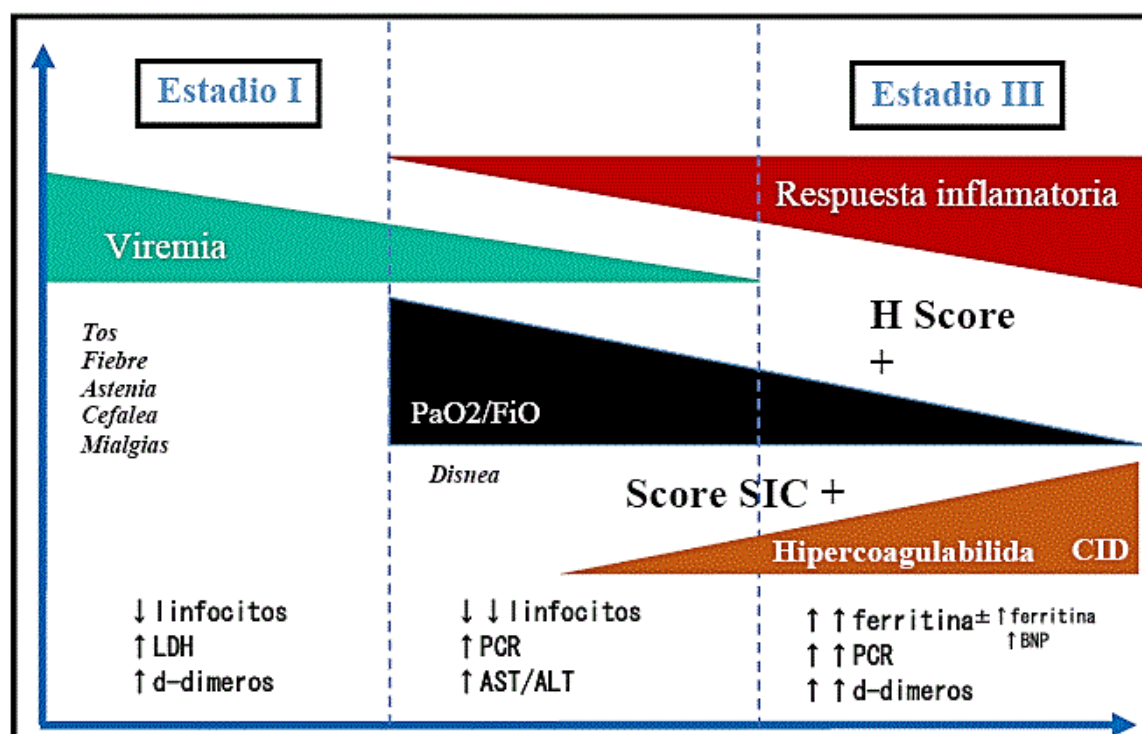 Estadio I
Estadio III
Respuesta inflamatoria
Viremia
H Score
+
Tos
Fiebre
Astenia
Cefalea
Mialgias
PaO2/FiO
Disnea
Score SIC +
Hipercoagulabilida CID
↓ linfocitos
↑ LDH
↑ d-dimeros
↓ ↓ linfocitos
↑ PCR
↑ AST/ALT
↑ ↑ ferritina± ↑ ferritina
↑ BNP
↑ ↑ PCR
↑ ↑ d-dimeros